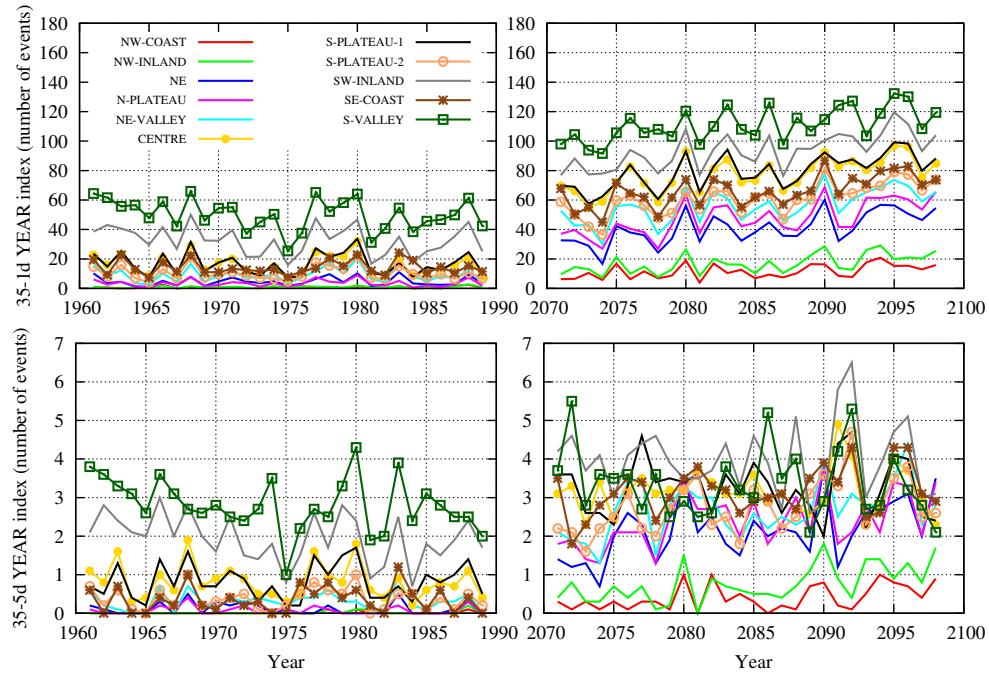 35-1d YEAR index (number of events)
180
160
140
120
100
80
60
40
20
0
NW-COAST
NW-INLAND
NE
N-PLATEAU
NE-VALLEY
CENTRE
S-PLATEAU-1
S-PLATEAU-2
SW-INLAND
SE-COAST
S-VALLEY
1960 1965 1970 1975 1980 1985 1990
180
160
140
120
100
80
60
40
20
0
2070 2075 2080 2085 2090 2095 2100
35-5d YEAR index (number of events)
7
6
5
4
3
2
1
0
1960 1965 1970 1975 1980 1985 1990
Year
7
6
5
4
3
2
1
0
2070 2075 2080 2085 2090 2095 2100
Year